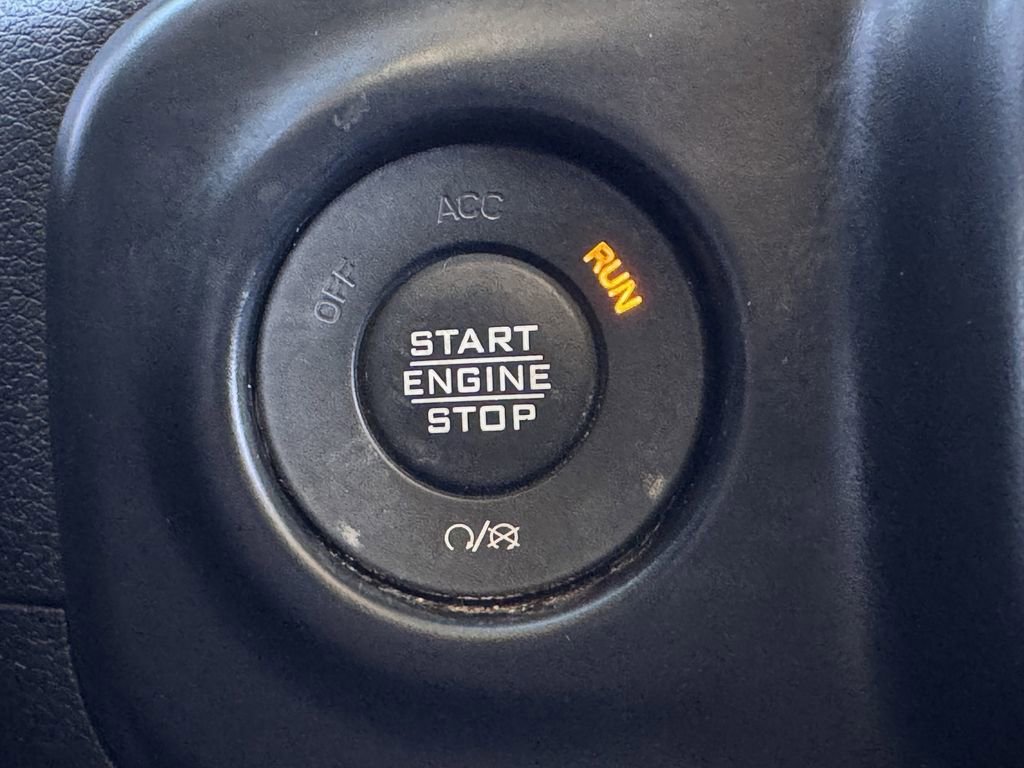 ACC
OFF
RUN
START
ENGINE
STOP